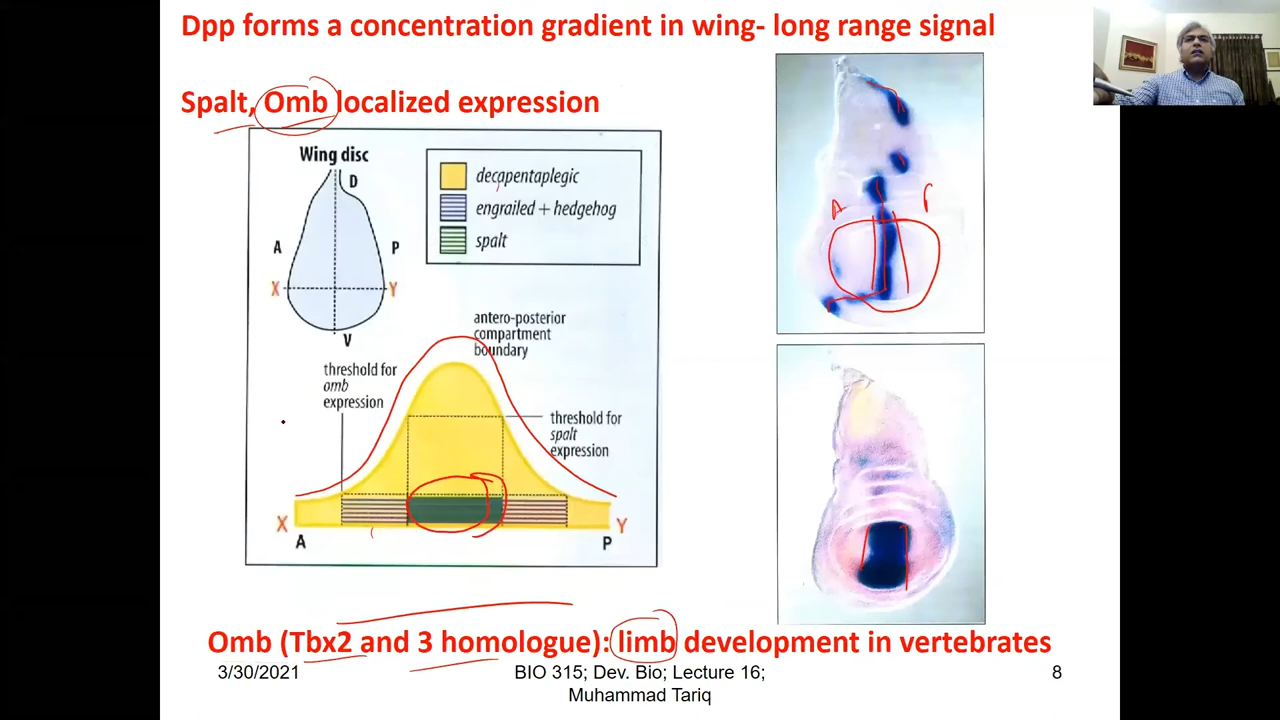 Dpp forms a concentration gradient in wing- long range signal
Spalt, Omb localized expression
Wing disc
D
A
P
X
Y
V
decapentaplegic
engrailed + hedgehog
spalt
antero-posterior
compartment
boundary
threshold for
omb
expression
threshold for
spalt
expression
X
Y
A
P
A
P
Omb (Tbx2 and 3 homologue): limb development in vertebrates
3/30/2021
BIO 315; Dev. Bio; Lecture 16;
Muhammad Tariq
8